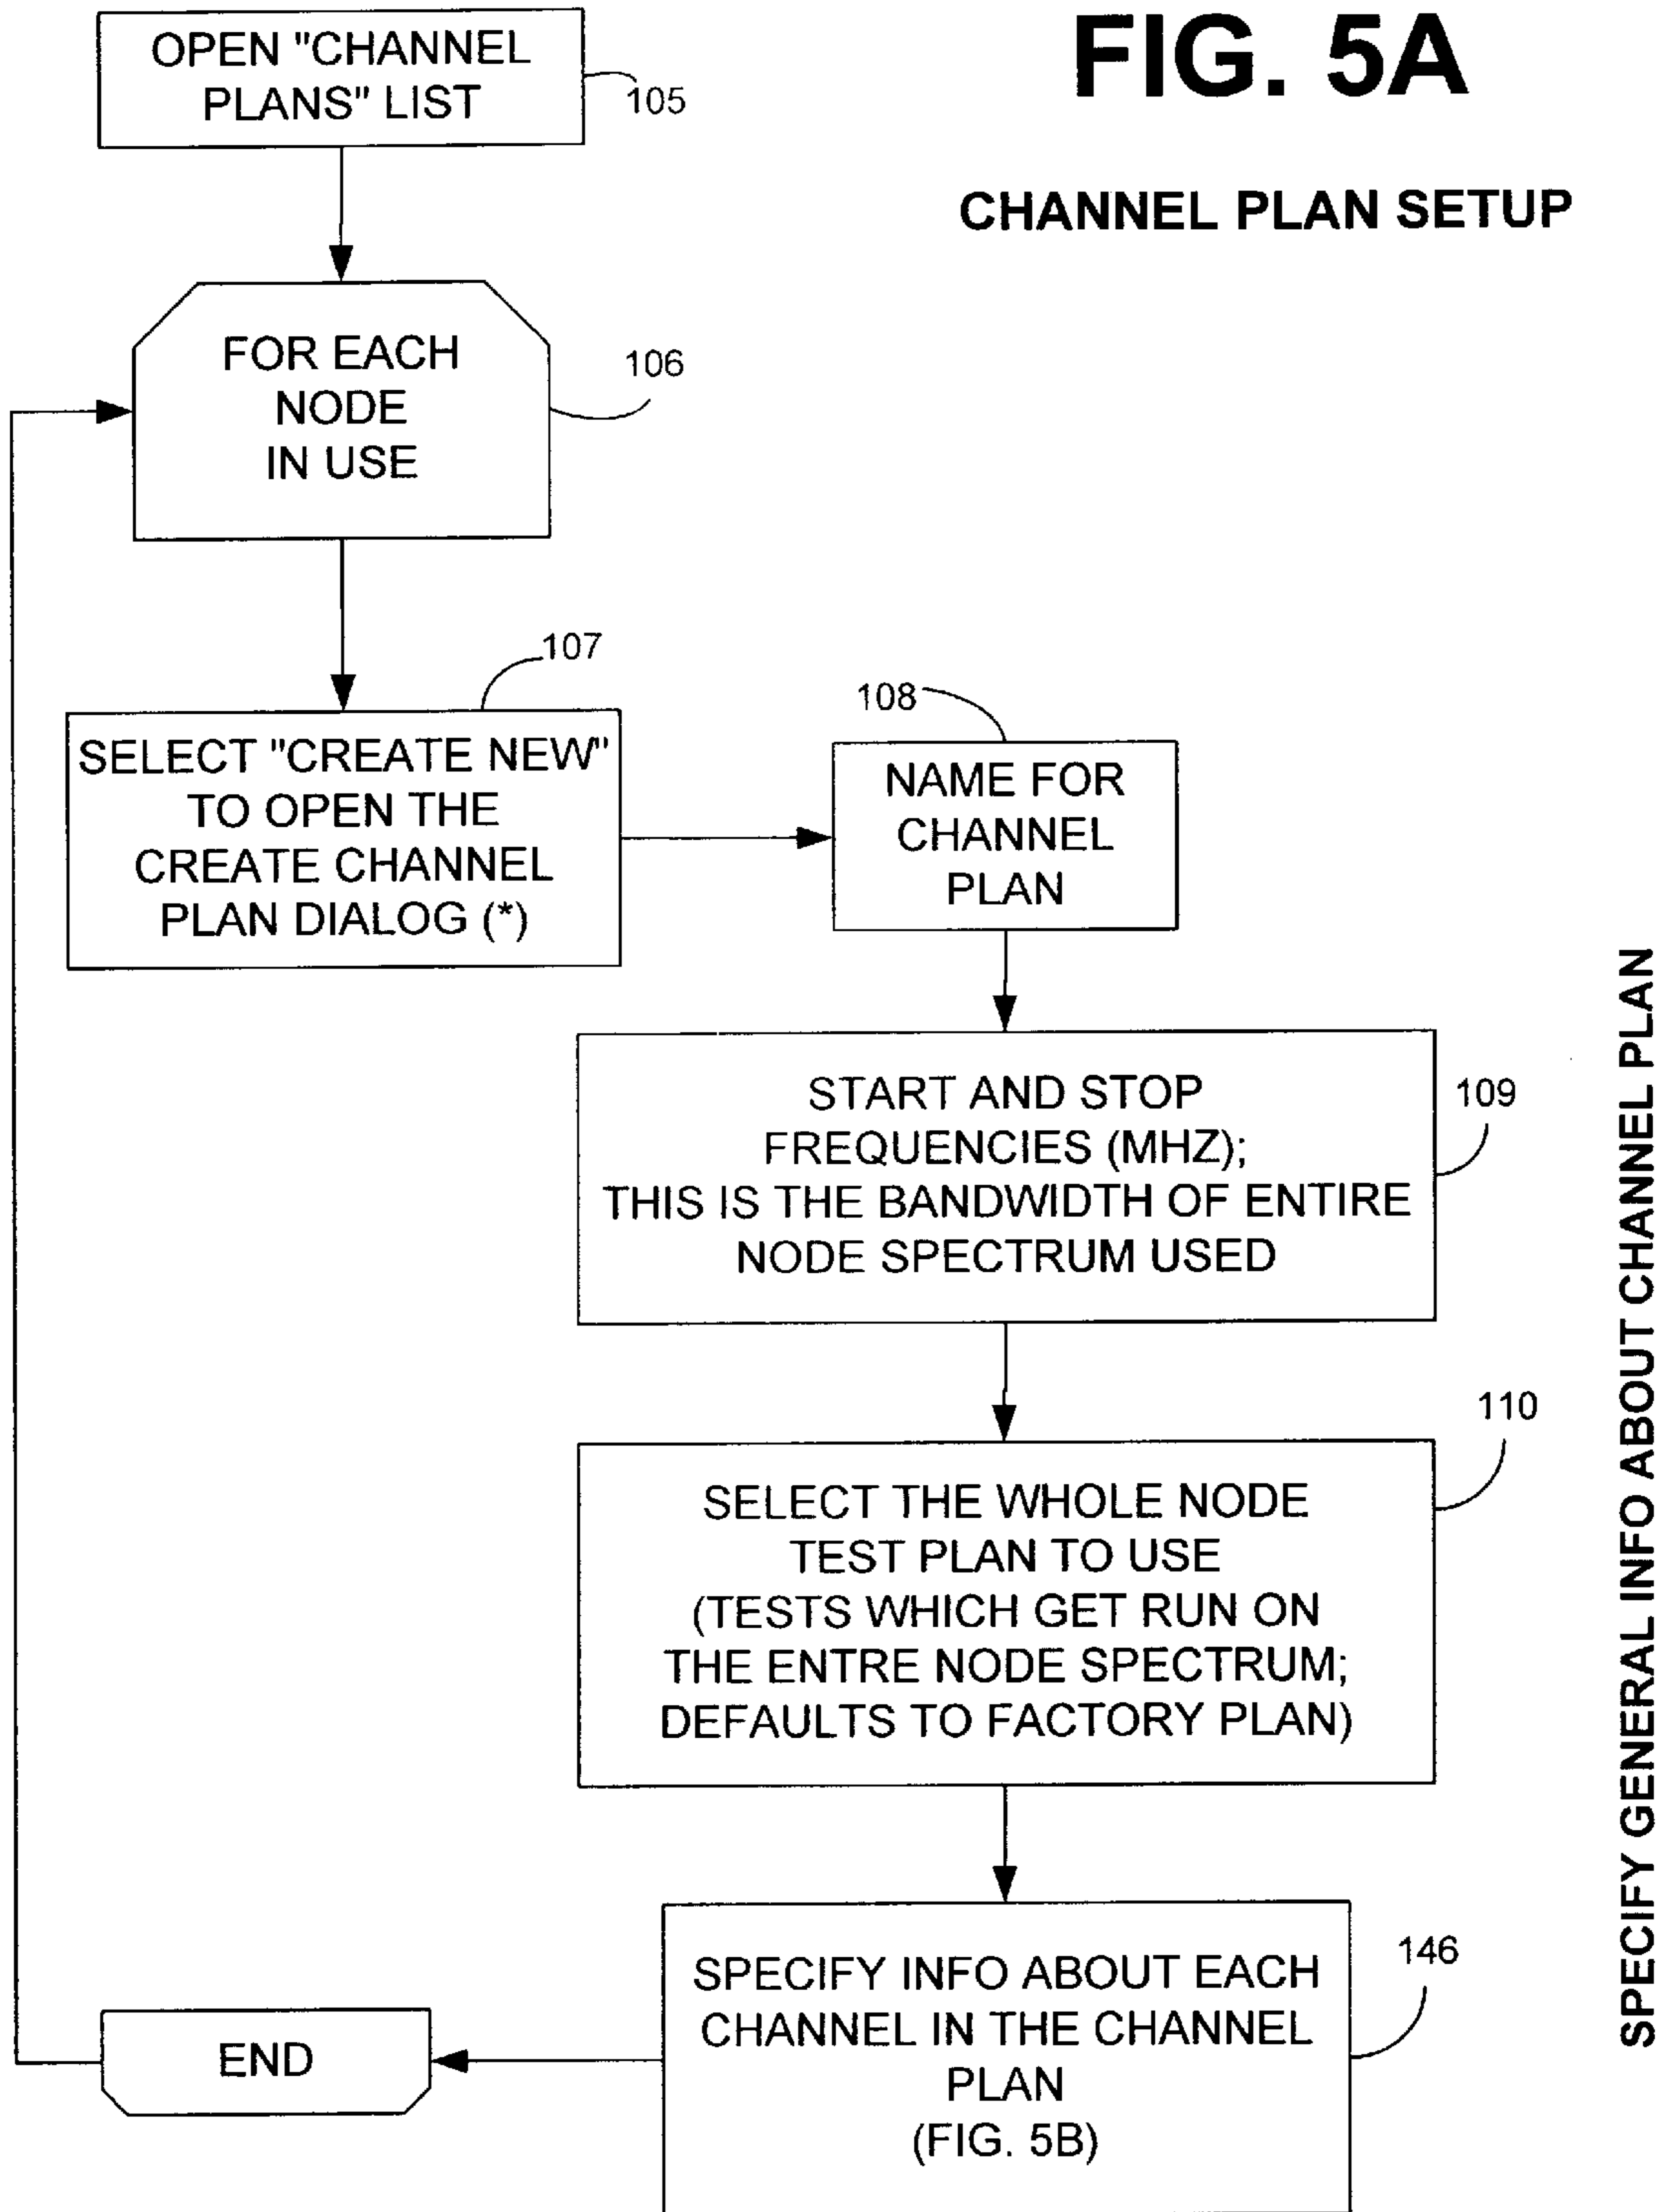 FIG. 5A
CHANNEL PLAN SETUP
OPEN "CHANNEL
PLANS" LIST
105
FOR EACH
NODE
IN USE
106
107
SELECT "CREATE NEW"
TO OPEN THE
CREATE CHANNEL
PLAN DIALOG (*)
108
NAME FOR
CHANNEL
PLAN
START AND STOP
FREQUENCIES (MHZ);
THIS IS THE BANDWIDTH OF ENTIRE
NODE SPECTRUM USED
109
SELECT THE WHOLE NODE
TEST PLAN TO USE
(TESTS WHICH GET RUN ON
THE ENTRE NODE SPECTRUM;
DEFAULTS TO FACTORY PLAN)
110
SPECIFY INFO ABOUT EACH
CHANNEL IN THE CHANNEL
PLAN
(FIG. 5B)
146
END
SPECIFY GENERAL INFO ABOUT CHANNEL PLAN